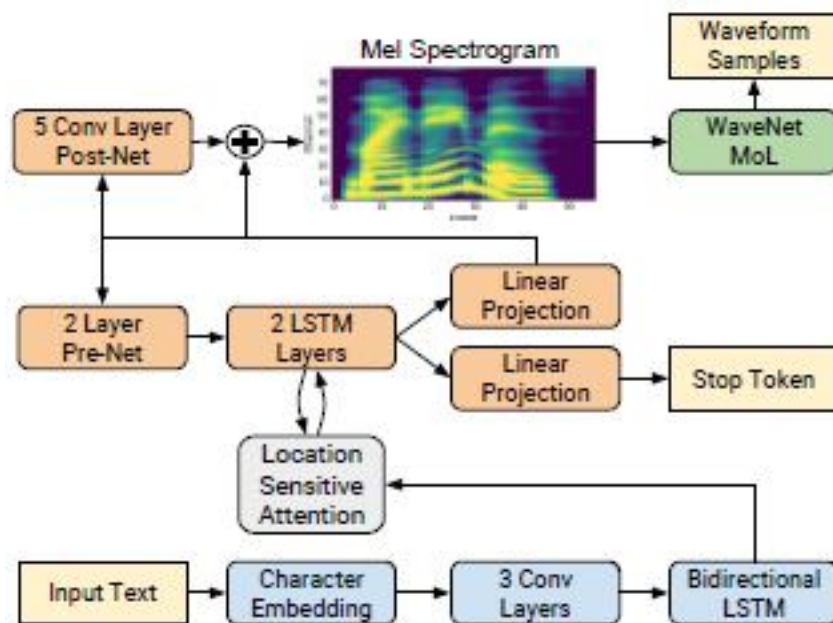 Mel Spectrogram
Waveform
Samples
5 Conv Layer
Post-Net
WaveNet
MoL
2 Layer
Pre-Net
2 LSTM
Layers
Linear
Projection
Linear
Projection
Stop Token
Location
Sensitive
Attention
Input Text
Character
Embedding
3 Conv
Layers
Bidirectional
LSTM